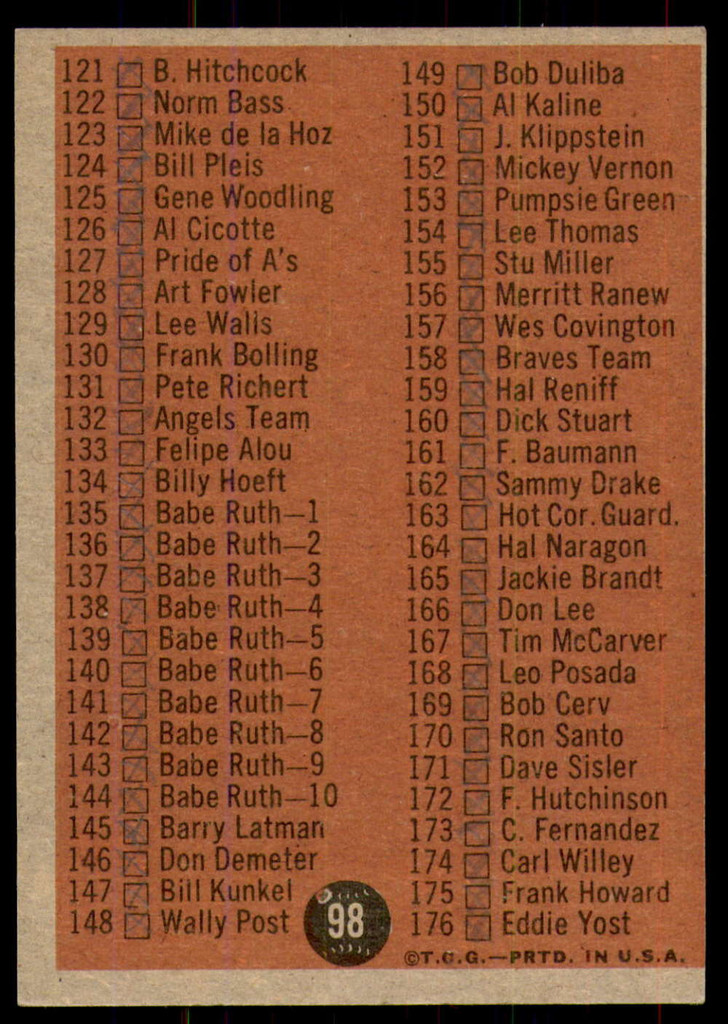 121 B. Hitchcock
122 Norm Bass
123 Mike de la Hoz
124 Bill Pleis
125 Gene Woodling
126 Al Cicotte
127 Pride of A's
128 Art Fowler
129 Lee Walls
130 Frank Bolling
131 Pete Richert
132 Angels Team
133 Felipe Alou
134 Billy Hoeft
135 Babe Ruth—1
136 Babe Ruth—2
137 Babe Ruth—3
138 Babe Ruth—4
139 Babe Ruth—5
140 Babe Ruth—6
141 Babe Ruth—7
142 Babe Ruth—8
143 Babe Ruth—9
144 Babe Ruth—10
145 Barry Latman
146 Don Demeter
147 Bill Kunkel
148 Wally Post
98
149 Bob Duliba
150 Al Kaline
151 J. Klippstein
152 Mickey Vernon
153 Pumpsie Green
154 Lee Thomas
155 Stu Miller
156 Merritt Ranew
157 Wes Covington
158 Braves Team
159 Hal Reniff
160 Dick Stuart
161 F. Baumann
162 Sammy Drake
163 Hot Cor. Guard.
164 Hal Naragon
165 Jackie Brandt
166 Don Lee
167 Tim McCarver
168 Leo Posada
169 Bob Cerv
170 Ron Santo
171 Dave Sisler
172 F. Hutchinson
173 C. Fernandez
174 Carl Willey
175 Frank Howard
176 Eddie Yost
©T.C.G.—PRTD. IN U.S.A.